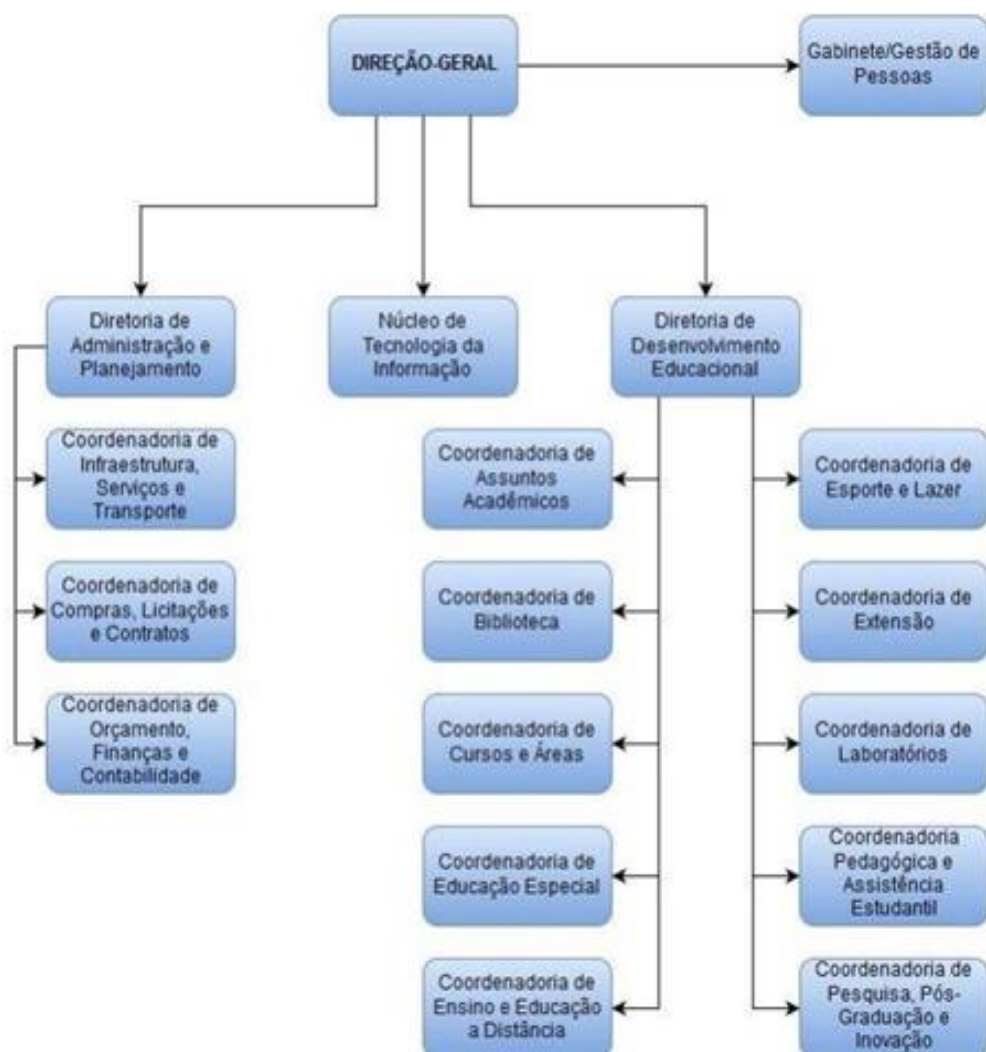 DIREÇÃO-GERAL
Gabinete/Gestão de
Pessoas
Diretoria de
Administração e
Planejamento
Núcleo de
Tecnologia da
Informação
Diretoria de
Desenvolvimento
Educacional
Coordenadoria de
Infraestrutura,
Serviços e
Transporte
Coordenadoria de
Compras, Licitações
e Contratos
Coordenadoria de
Orçamento,
Finanças e
Contabilidade
Coordenadoria de
Assuntos
Acadêmicos
Coordenadoria de
Biblioteca
Coordenadoria de
Cursos e Áreas
Coordenadoria de
Educação Especial
Coordenadoria de
Ensino e Educação
a Distância
Coordenadoria de
Esporte e Lazer
Coordenadoria de
Extensão
Coordenadoria de
Laboratórios
Coordenadoria
Pedagógica e
Assistência
Estudantil
Coordenadoria de
Pesquisa, Pós-
Graduação e
Inovação